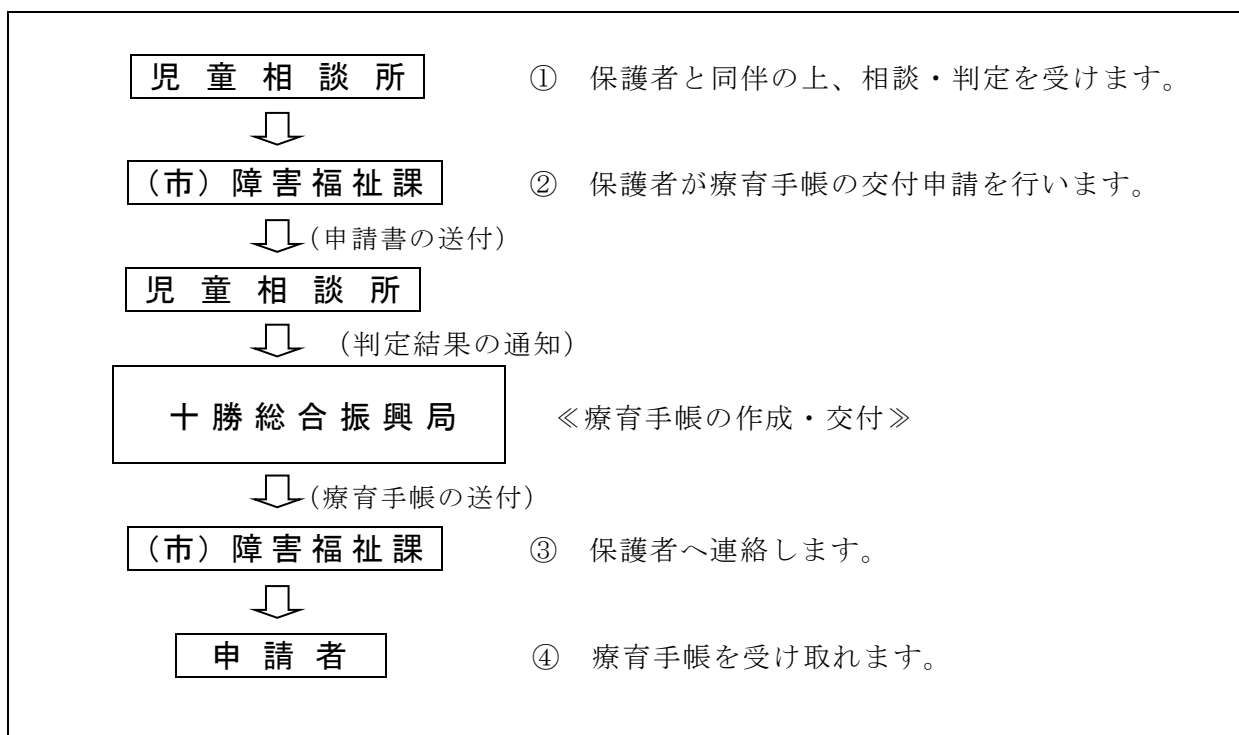 児童相談所 ① 保護者と同伴の上、相談・判定を受けます。
（市）障害福祉課 ② 保護者が療育手帳の交付申請を行います。
（申請書の送付）
児童相談所
（判定結果の通知）
十勝総合振興局 ≪療育手帳の作成・交付≫
（療育手帳の送付）
（市）障害福祉課 ③ 保護者へ連絡します。
申請者 ④ 療育手帳を受け取れます。